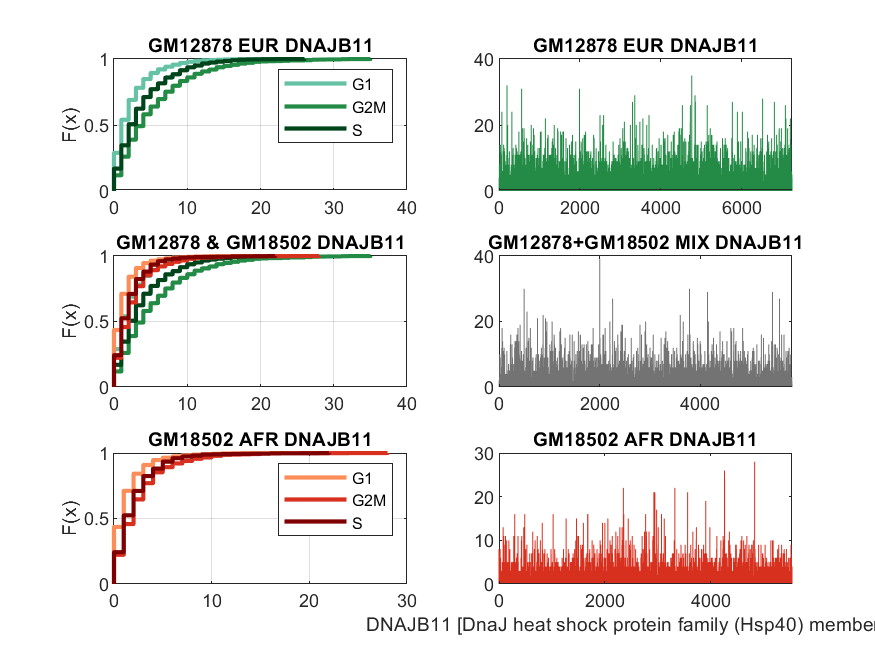 GM12878 EUR DNAJB11
1
0.5
0
F(x)
0 10 20 30 40
G1
G2M
S
GM12878 EUR DNAJB11
40
20
0
0 2000 4000 6000
GM12878 & GM18502 DNAJB11
1
0.5
0
F(x)
0 10 20 30 40
GM12878+GM18502 MIX DNAJB11
40
20
0
0 2000 4000
GM18502 AFR DNAJB11
1
0.5
0
F(x)
0 10 20 30
G1
G2M
S
GM18502 AFR DNAJB11
30
20
10
0
0 2000 4000
DNAJB11 [DnaJ heat shock protein family (Hsp40) member